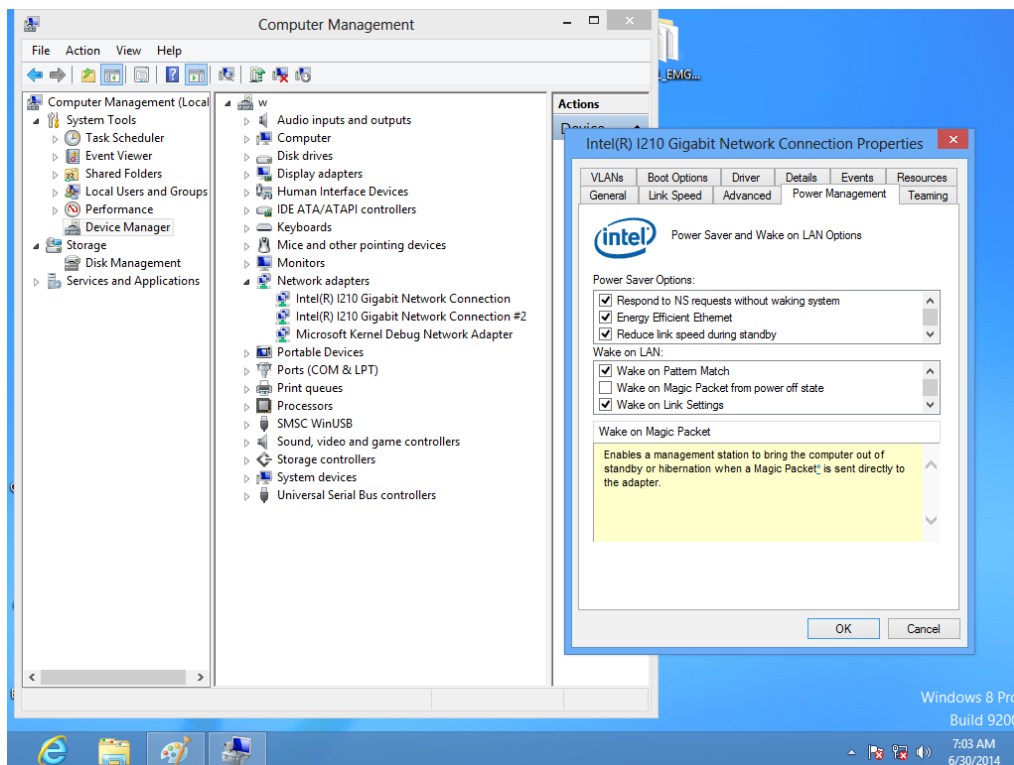 Computer Management
File Action View Help
Computer Management (Local
System Tools
Task Scheduler
Event Viewer
Shared Folders
Local Users and Groups
Performance
Device Manager
Storage
Disk Management
Services and Applications
w
Audio inputs and outputs
Computer
Disk drives
Display adapters
Human Interface Devices
IDE ATA/ATAPI controllers
Keyboards
Mice and other pointing devices
Monitors
Network adapters
Intel(R) I210 Gigabit Network Connection
Intel(R) I210 Gigabit Network Connection #2
Microsoft Kernel Debug Network Adapter
Portable Devices
Ports (COM & LPT)
Print queues
Processors
SMSC WinUSB
Sound, video and game controllers
Storage controllers
System devices
Universal Serial Bus controllers
Actions
_EMG...
Intel(R) I210 Gigabit Network Connection Properties
VLANs Boot Options Driver Details Events Resources
General Link Speed Advanced Power Management Teaming
intel
Power Saver and Wake on LAN Options
Power Saver Options:
Respond to NS requests without waking system
Energy Efficient Ethernet
Reduce link speed during standby
Wake on LAN:
Wake on Pattern Match
Wake on Magic Packet from power off state
Wake on Link Settings
Wake on Magic Packet
Enables a management station to bring the computer out of
standby or hibernation when a Magic Packet* is sent directly to
the adapter.
OK Cancel
Windows 8 Pro
Build 9200
7:03 AM
6/30/2014